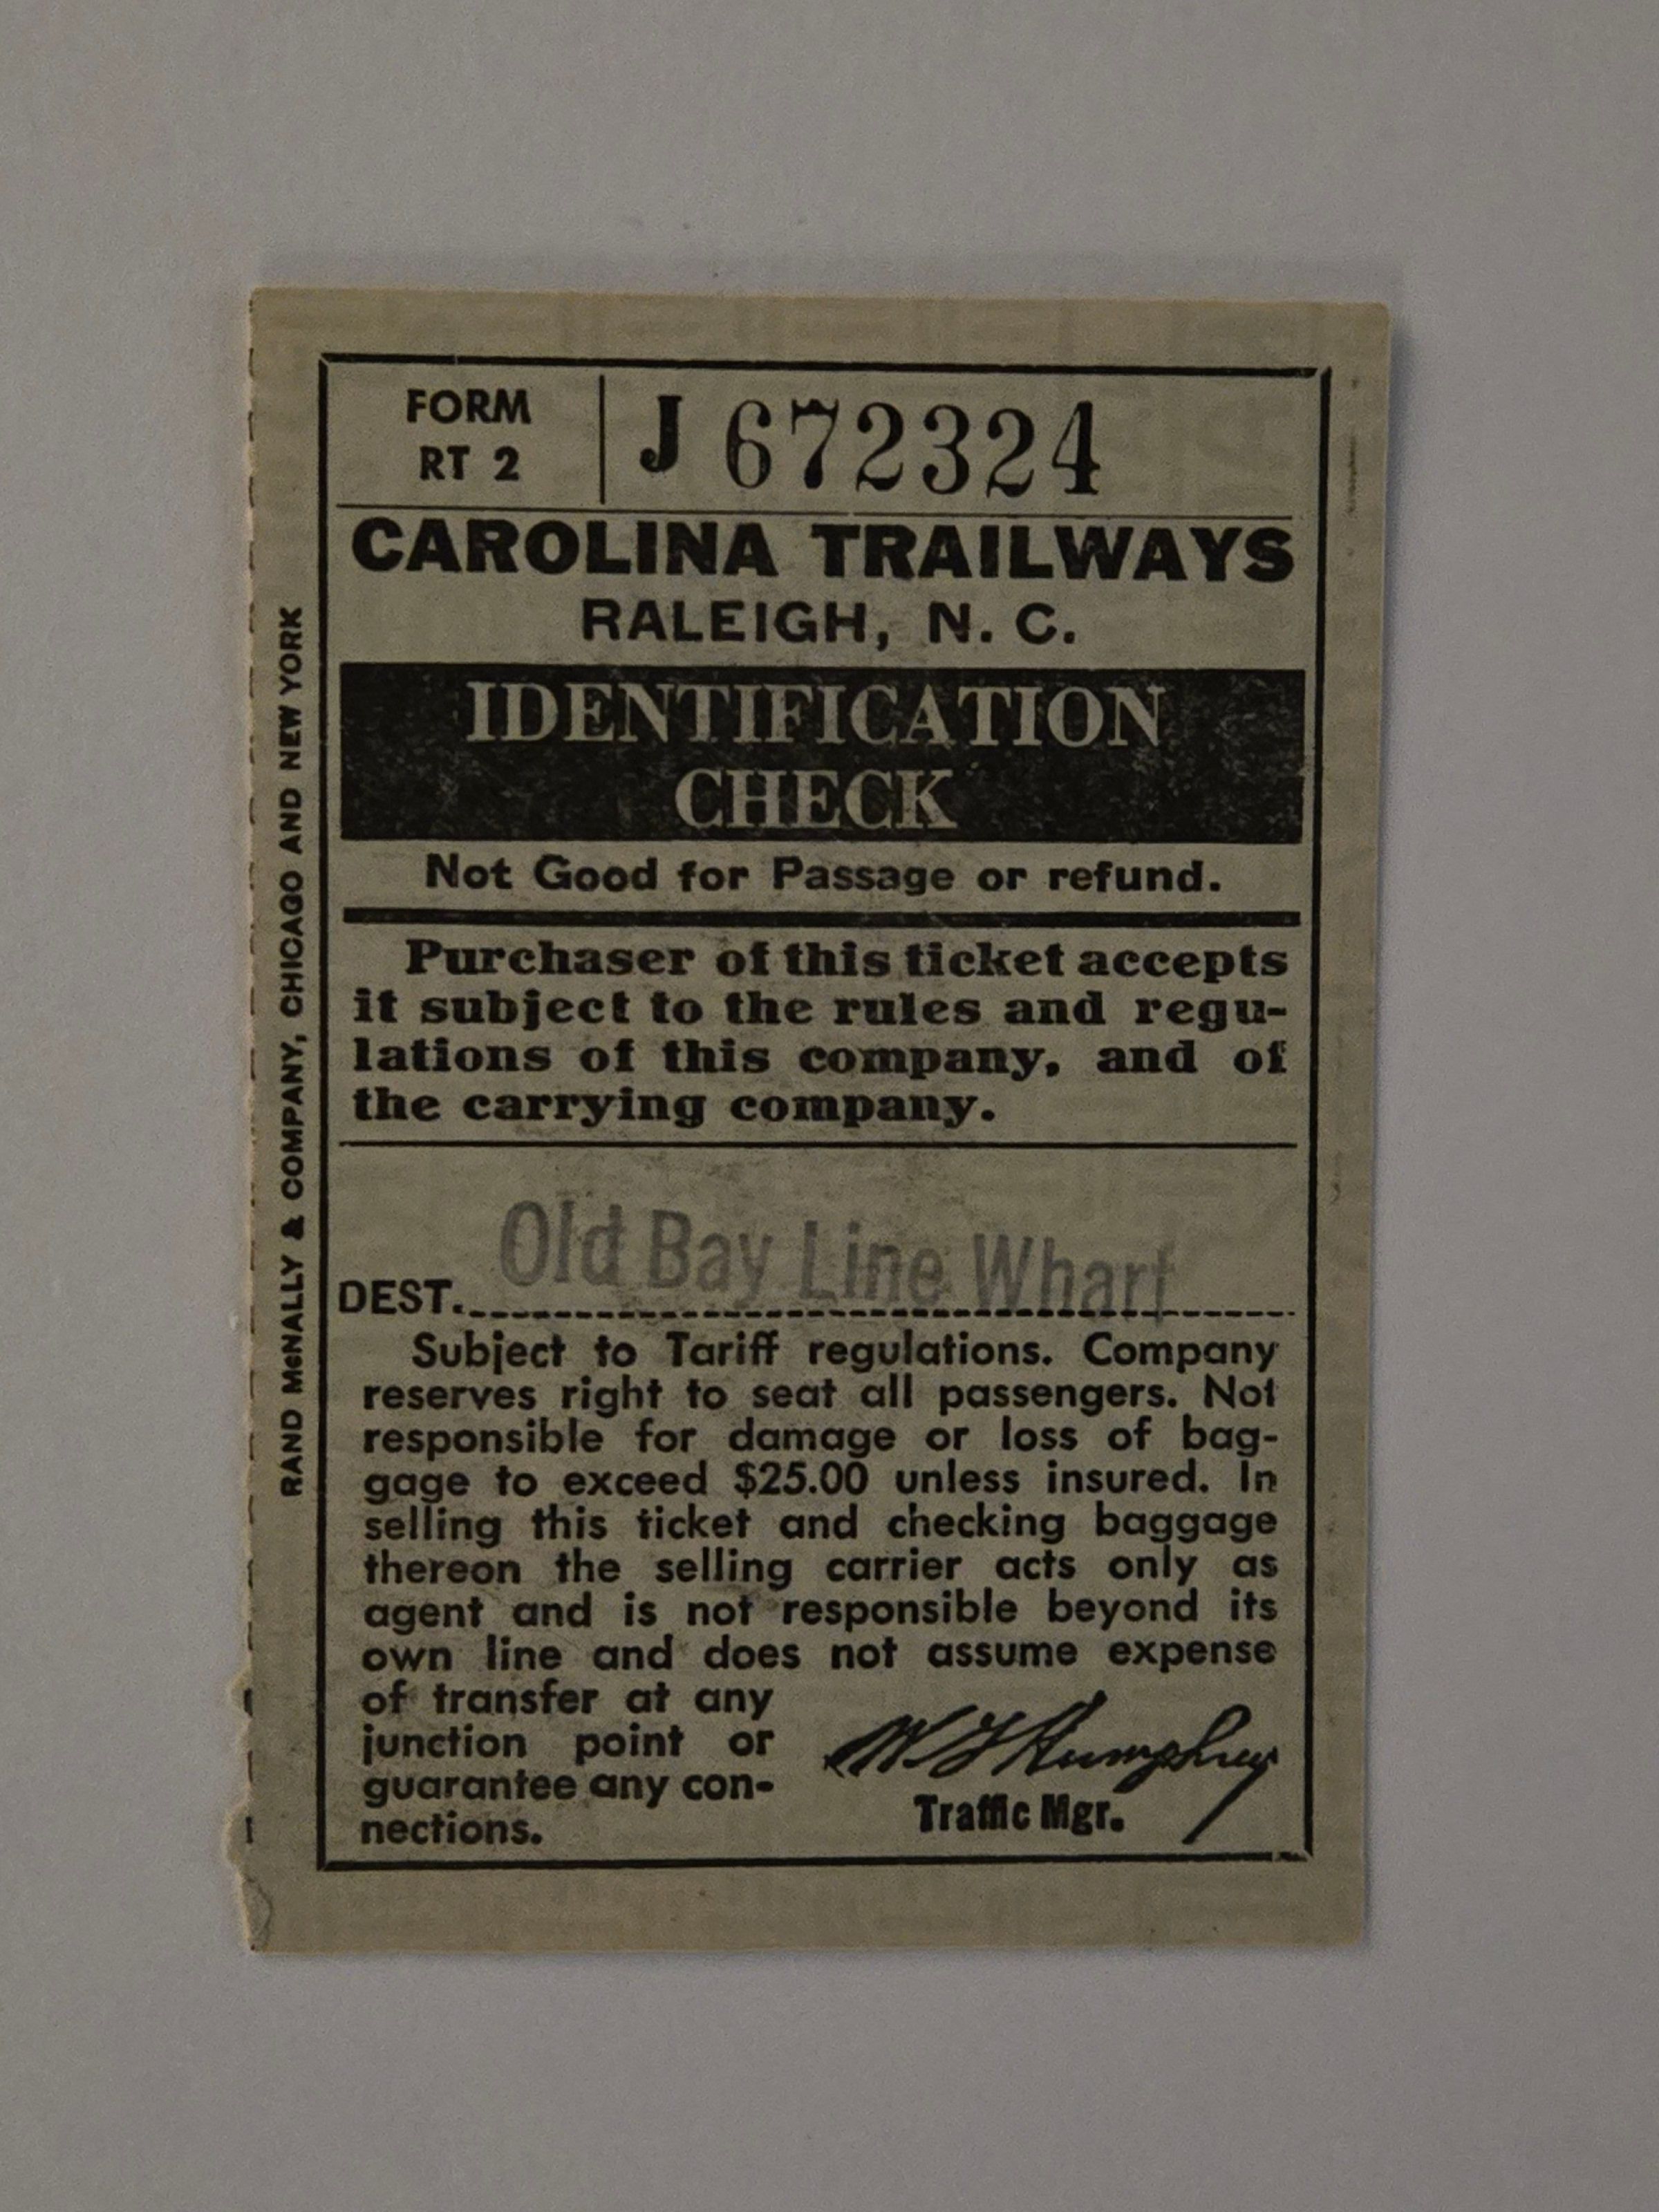 FORM
RT 2
J 672324
CAROLINA TRAILWAYS
RALEIGH, N. C.
IDENTIFICATION
CHECK
Not Good for Passage or refund.
Purchaser of this ticket accepts
it subject to the rules and regu-
lations of this company, and of
the carrying company.
Old Bay Line Wharf
DEST.
Subject to Tariff regulations. Company
reserves right to seat all passengers. Not
responsible for damage or loss of bag-
gage to exceed $25.00 unless insured. In
selling this ticket and checking baggage
thereon the selling carrier acts only as
agent and is not responsible beyond its
own line and does not assume expense
of transfer at any
junction point or
guarantee any con-
nections.
W J Humphrey
Traffic Mgr.
RAND McNALLY & COMPANY, CHICAGO AND NEW YORK